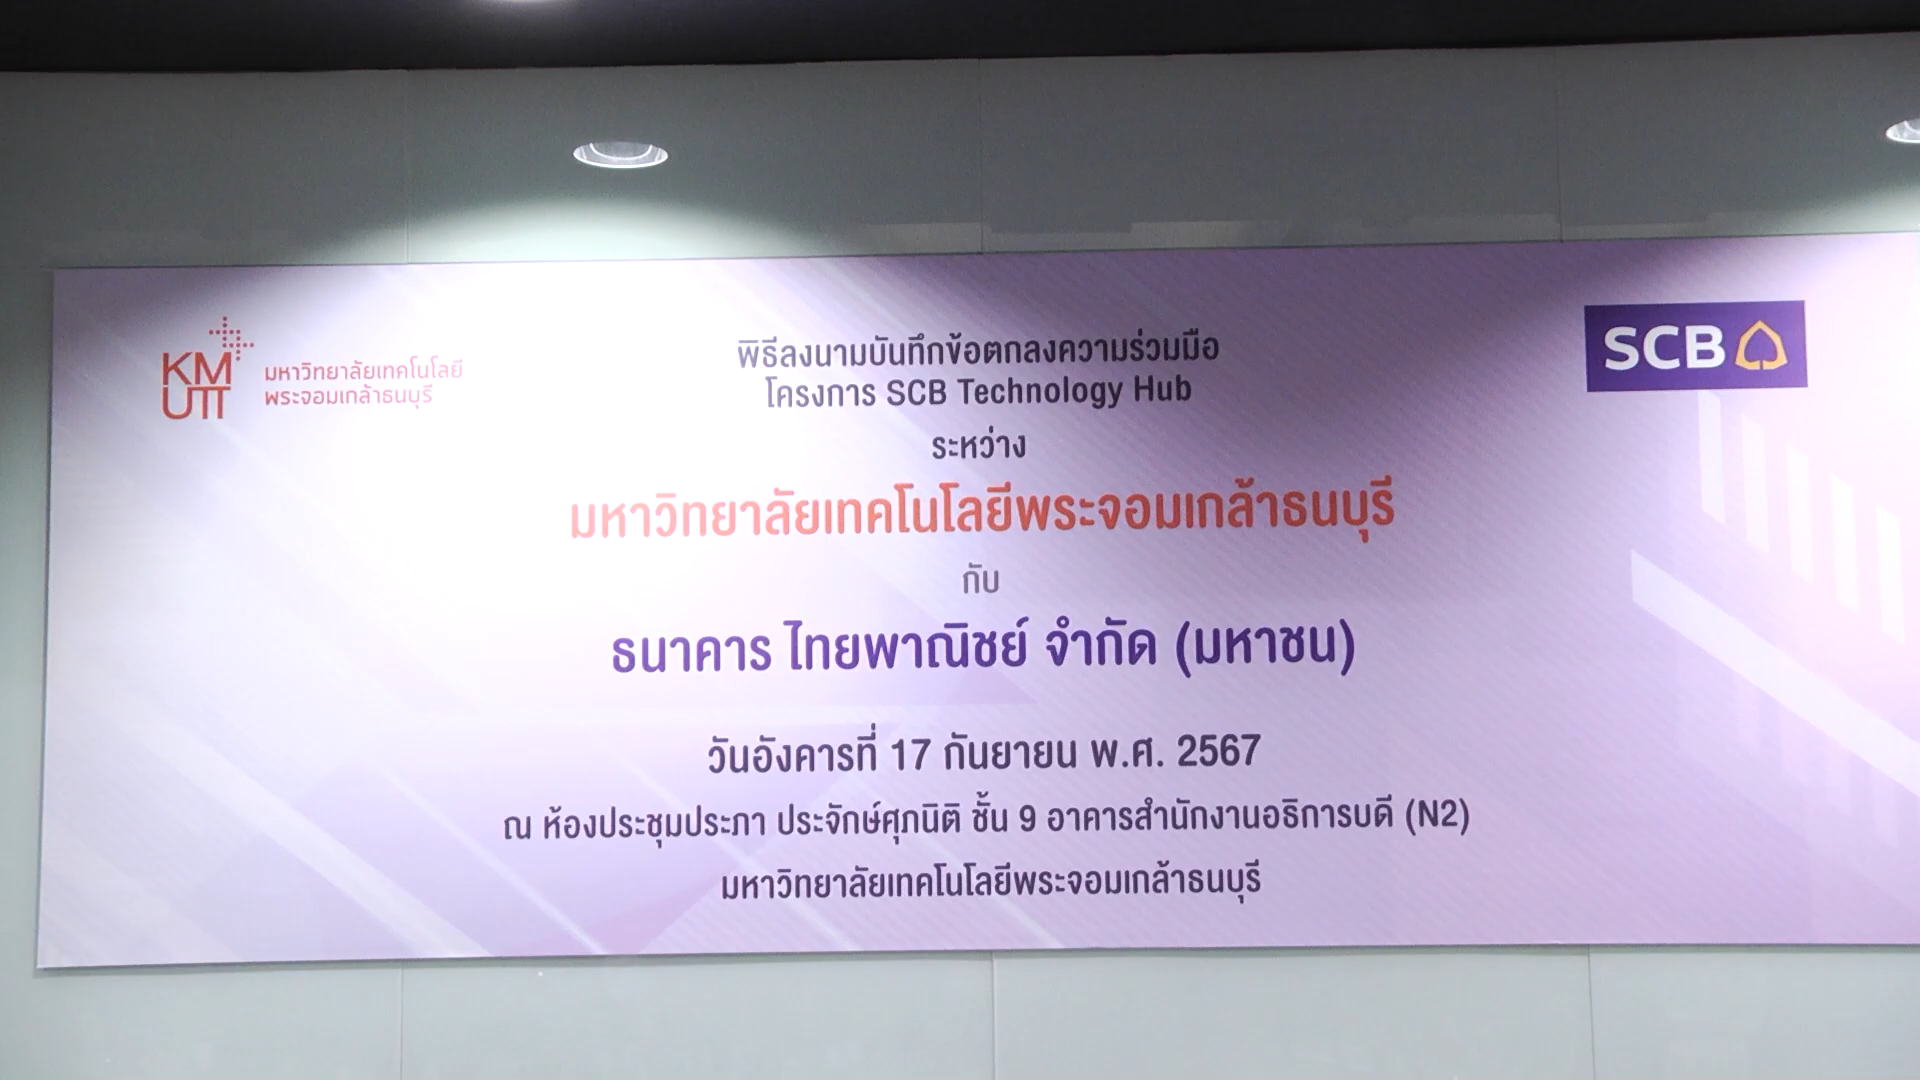 KM
UTT
มหาวิทยาลัยเทคโนโลยี
พระจอมเกล้าธนบุรี
SCB
พิธีลงนามบันทึกข้อตกลงความร่วมมือ
โครงการ SCB Technology Hub
ระหว่าง
มหาวิทยาลัยเทคโนโลยีพระจอมเกล้าธนบุรี
กับ
ธนาคาร ไทยพาณิชย์ จำกัด (มหาชน)
วันอังคารที่ 17 กันยายน พ.ศ. 2567
ณ ห้องประชุมประภา ประจักษ์ศุภนิติ ชั้น 9 อาคารสำนักงานอธิการบดี (N2)
มหาวิทยาลัยเทคโนโลยีพระจอมเกล้าธนบุรี